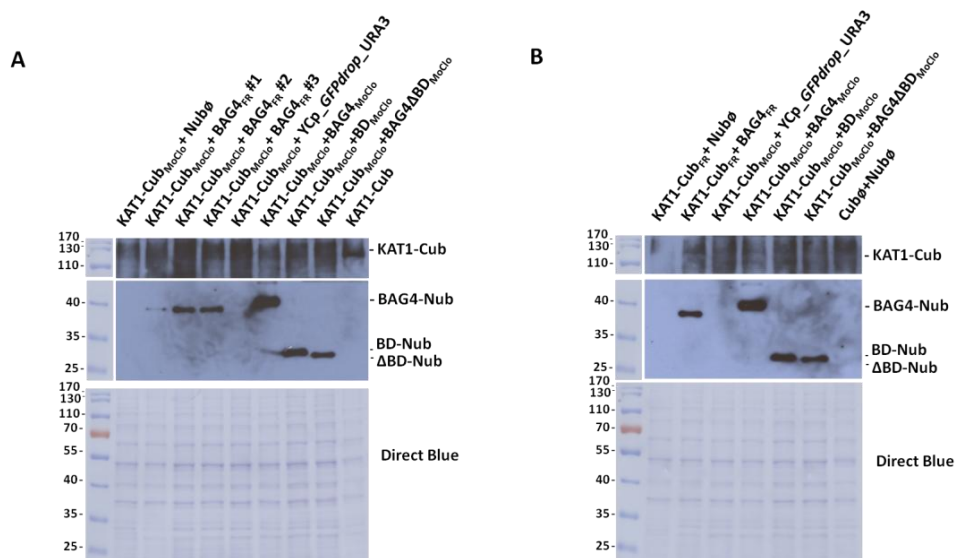 A
KAT1-CubMoClo + Nubø
KAT1-CubMoClo + BAG4FR #1
KAT1-CubMoClo + BAG4FR #2
KAT1-CubMoClo + BAG4FR #3
KAT1-CubMoClo + YCp_GFPdrop_URA3
KAT1-CubMoClo +BAG4MoClo
KAT1-CubMoClo +BDMoClo
KAT1-CubMoClo +BAG4ΔBDMoClo
KAT1-Cub
170
130
110
KAT1-Cub
40
35
25
BAG4-Nub
BD-Nub
ΔBD-Nub
170
130
110
70
55
40
35
25
Direct Blue
B
KAT1-CubFR + Nubø
KAT1-CubFR + BAG4FR
KAT1-CubMoClo + YCp_GFPdrop_URA3
KAT1-CubMoClo +BAG4MoClo
KAT1-CubMoClo +BDMoClo
KAT1-CubMoClo +BAG4ΔBDMoClo
Cubø+Nubø
170
130
110
KAT1-Cub
40
35
25
BAG4-Nub
BD-Nub
ΔBD-Nub
170
130
110
70
55
40
35
25
Direct Blue